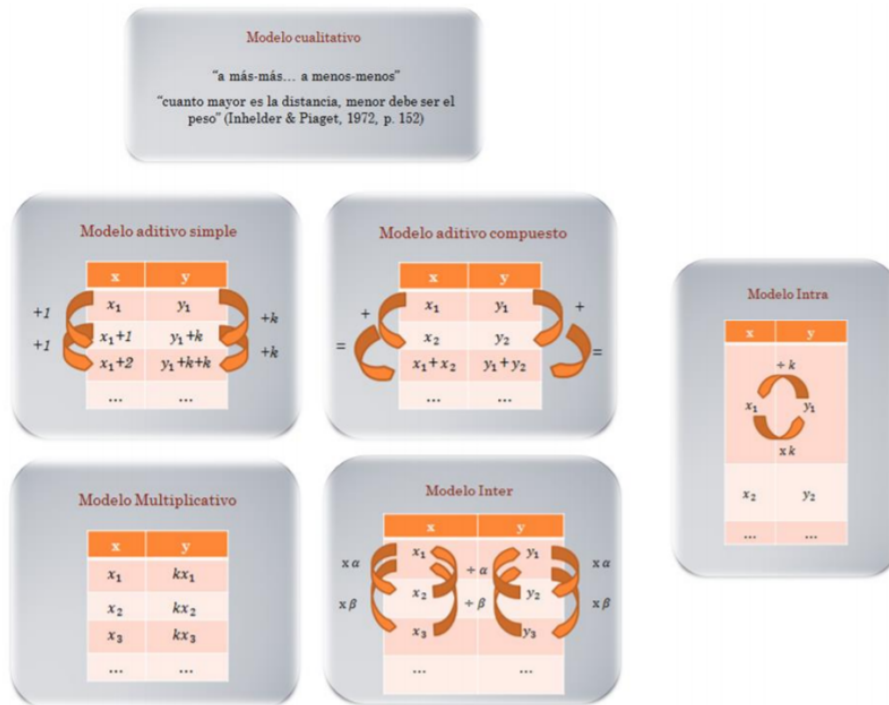 Modelo cualitativo
“a más-más... a menos-menos”
“cuanto mayor es la distancia, menor debe ser el
peso” (Inhelder & Piaget, 1972, p. 152)
Modelo aditivo simple
x y
x₁ y₁
+1 +k
x₁+1 y₁+k
+1 +k
x₁+2 y₁+k+k
... ...
Modelo aditivo compuesto
x y
+ x₁ y₁ +
x₂ y₂
= x₁+x₂ y₁+y₂ =
... ...
Modelo Intra
x y
÷ k
x₁ y₁
x k
x₂ y₂
... ...
Modelo Multiplicativo
x y
x₁ kx₁
x₂ kx₂
x₃ kx₃
... ...
Modelo Inter
x y
x₁ y₁
x α ÷ α x α
x₂ y₂
x β ÷ β x β
x₃ y₃
... ...